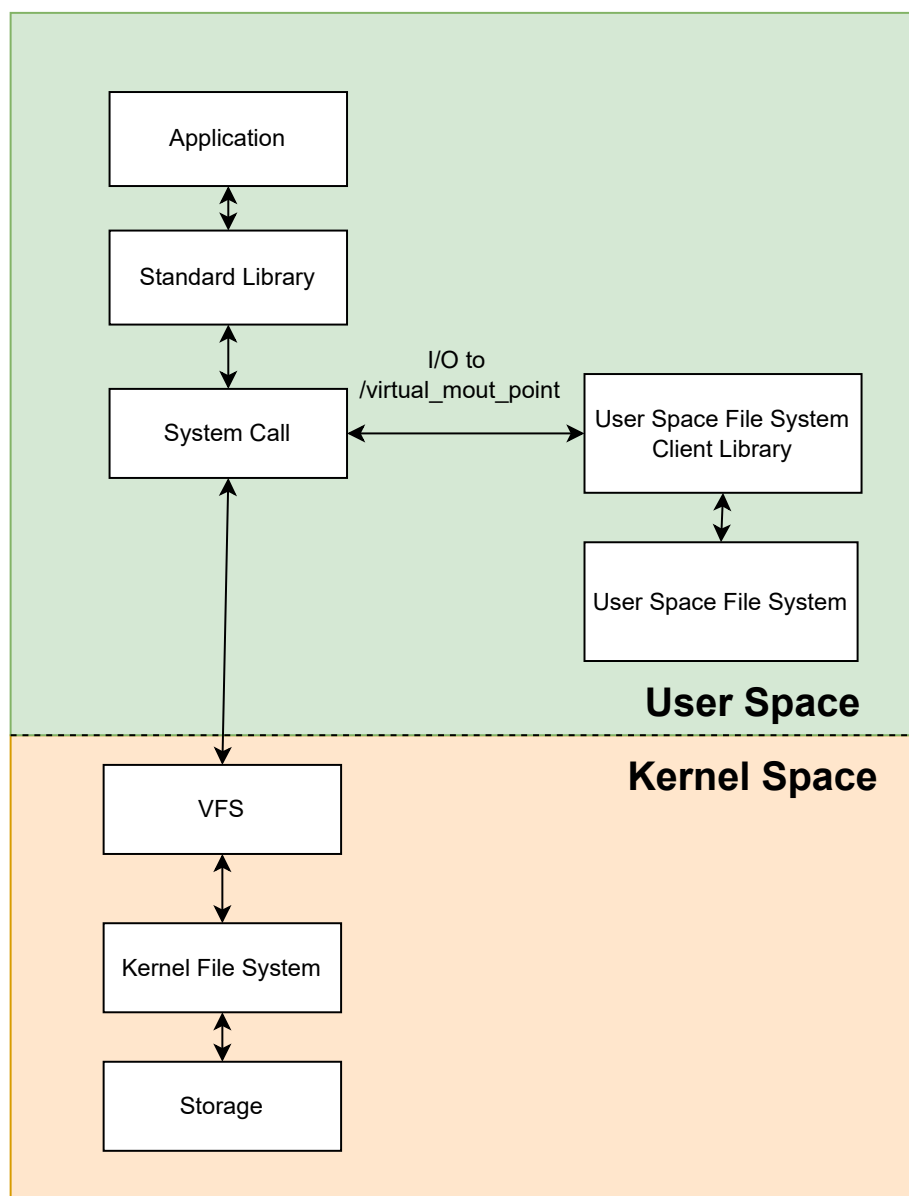 Application
Standard Library
I/O to
/virtual_mout_point
System Call
User Space File System
Client Library
User Space File System
User Space
Kernel Space
VFS
Kernel File System
Storage